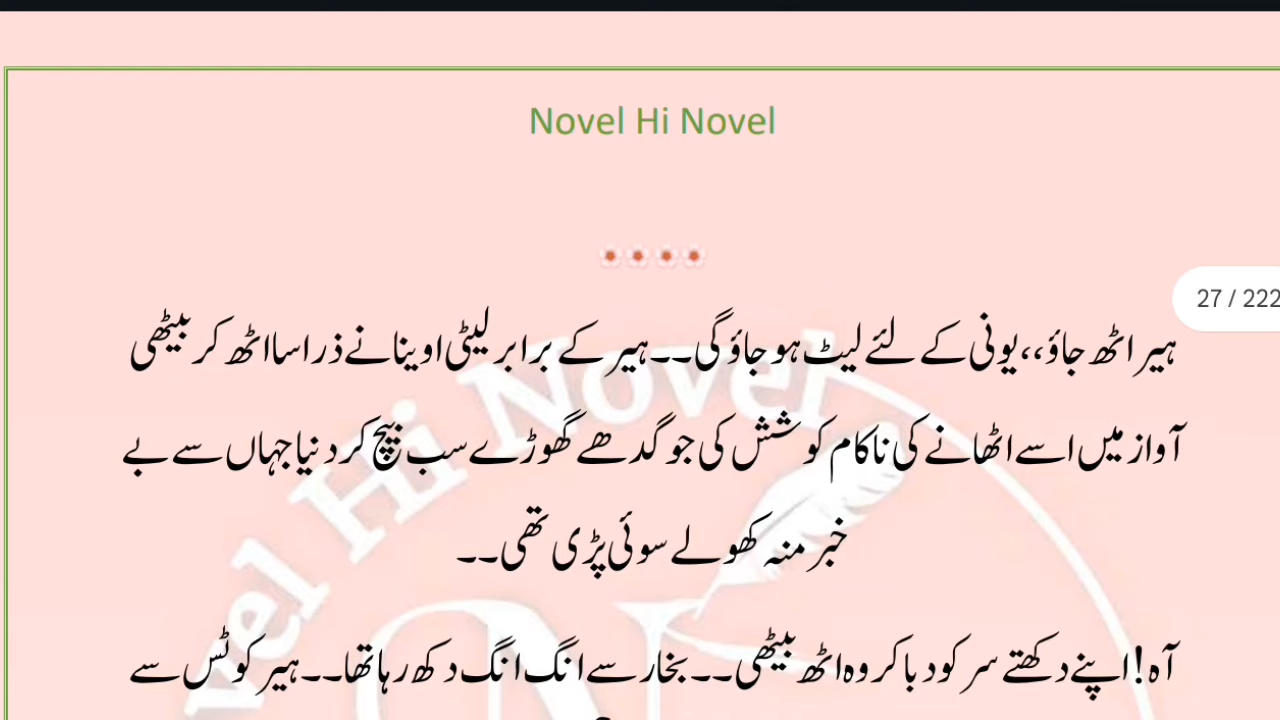 Novel Hi Novel
27 / 222
ہیر اٹھ جاؤ،،یونی کے لئے لیٹ ہو جاؤ گی۔۔ہیر کے برابر لیٹی اوینا نے ذرا سا اٹھ کر بیٹھی
آواز میں اسے اٹھانے کی ناکام کوشش کی جو گدھے گھوڑے سب بیچ کر دنیا جہاں سے بے
خبر منہ کھولے سوئی پڑی تھی۔۔
آہ!اپنے دکھتے سر کو دبا کر وہ اٹھ بیٹھی۔۔بخار سے انگ انگ دکھ رہا تھا۔۔ہیر کو ٹس سے
Novel Hi Novel
N